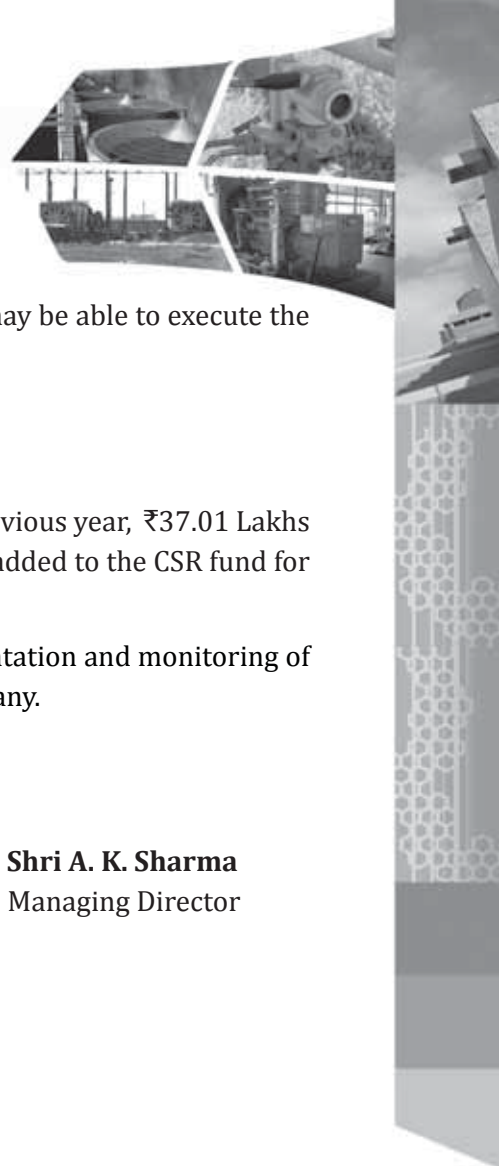 ay be able to execute the
vious year, ₹37.01 Lakhs
added to the CSR fund for
tation and monitoring of
any.
Shri A. K. Sharma
Managing Director